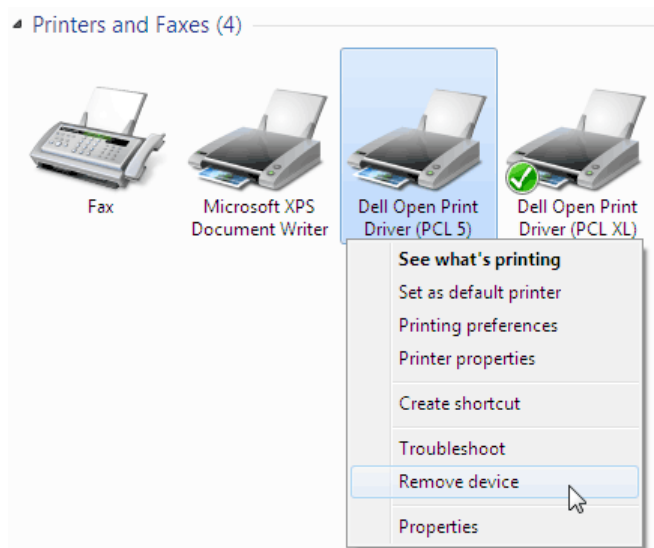 Printers and Faxes (4)
Fax
Microsoft XPS
Document Writer
Dell Open Print
Driver (PCL 5)
Dell Open Print
Driver (PCL XL)
See what's printing
Set as default printer
Printing preferences
Printer properties
Create shortcut
Troubleshoot
Remove device
Properties